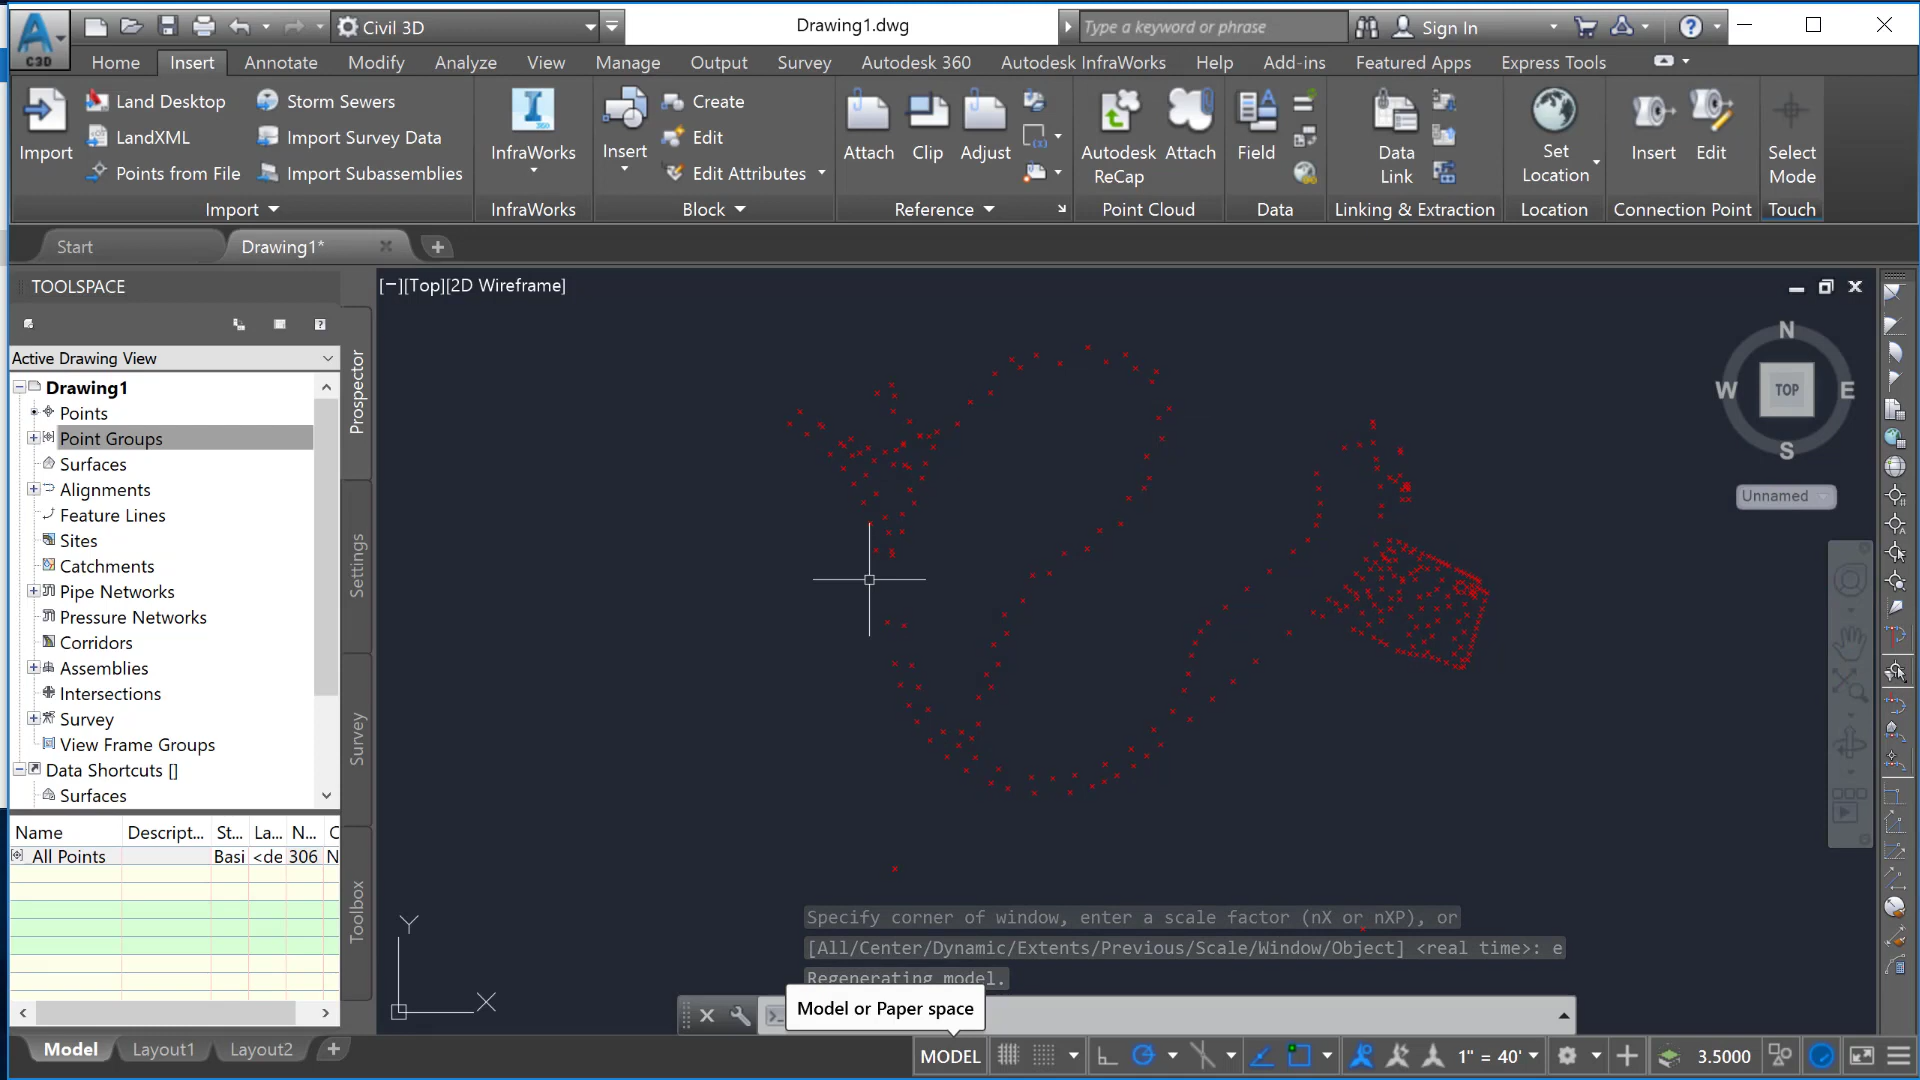 C3D
Civil 3D
Drawing1.dwg
Type a keyword or phrase
Sign In
Home
Insert
Annotate
Modify
Analyze
View
Manage
Output
Survey
Autodesk 360
Autodesk InfraWorks
Help
Add-ins
Featured Apps
Express Tools
Import
Land Desktop
LandXML
Points from File
Storm Sewers
Import Survey Data
Import Subassemblies
Import
InfraWorks
InfraWorks
Insert
Create
Edit
Edit Attributes
Block
Attach
Clip
Adjust
Reference
Autodesk
ReCap
Attach
Point Cloud
Field
Data
Data
Link
Linking & Extraction
Set
Location
Location
Insert
Edit
Connection Point
Select
Mode
Touch
Start
Drawing1*
TOOLSPACE
Active Drawing View
Drawing1
Points
Point Groups
Surfaces
Alignments
Feature Lines
Sites
Catchments
Pipe Networks
Pressure Networks
Corridors
Assemblies
Intersections
Survey
View Frame Groups
Data Shortcuts []
Surfaces
Prospector
Settings
Survey
Toolbox
Name Descript... St... La... N... C
All Points Basi <de 306 N
[−][Top][2D Wireframe]
N
W TOP E
S
Unnamed
Y
X
Specify corner of window, enter a scale factor (nX or nXP), or
[All/Center/Dynamic/Extents/Previous/Scale/Window/Object] <real time>: e
Regenerating model.
Model or Paper space
Model
Layout1
Layout2
MODEL
1" = 40'
3.5000